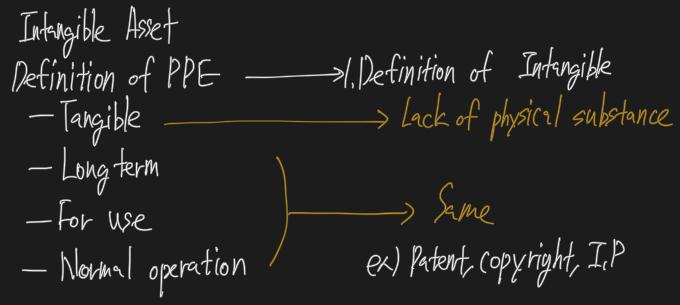 Intangible Asset
Definition of PPE → 1. Definition of Intangible
— Tangible → Lack of physical substance
— Long term
— For use → Same
— Normal operation
ex) Patent, copyright, I.P